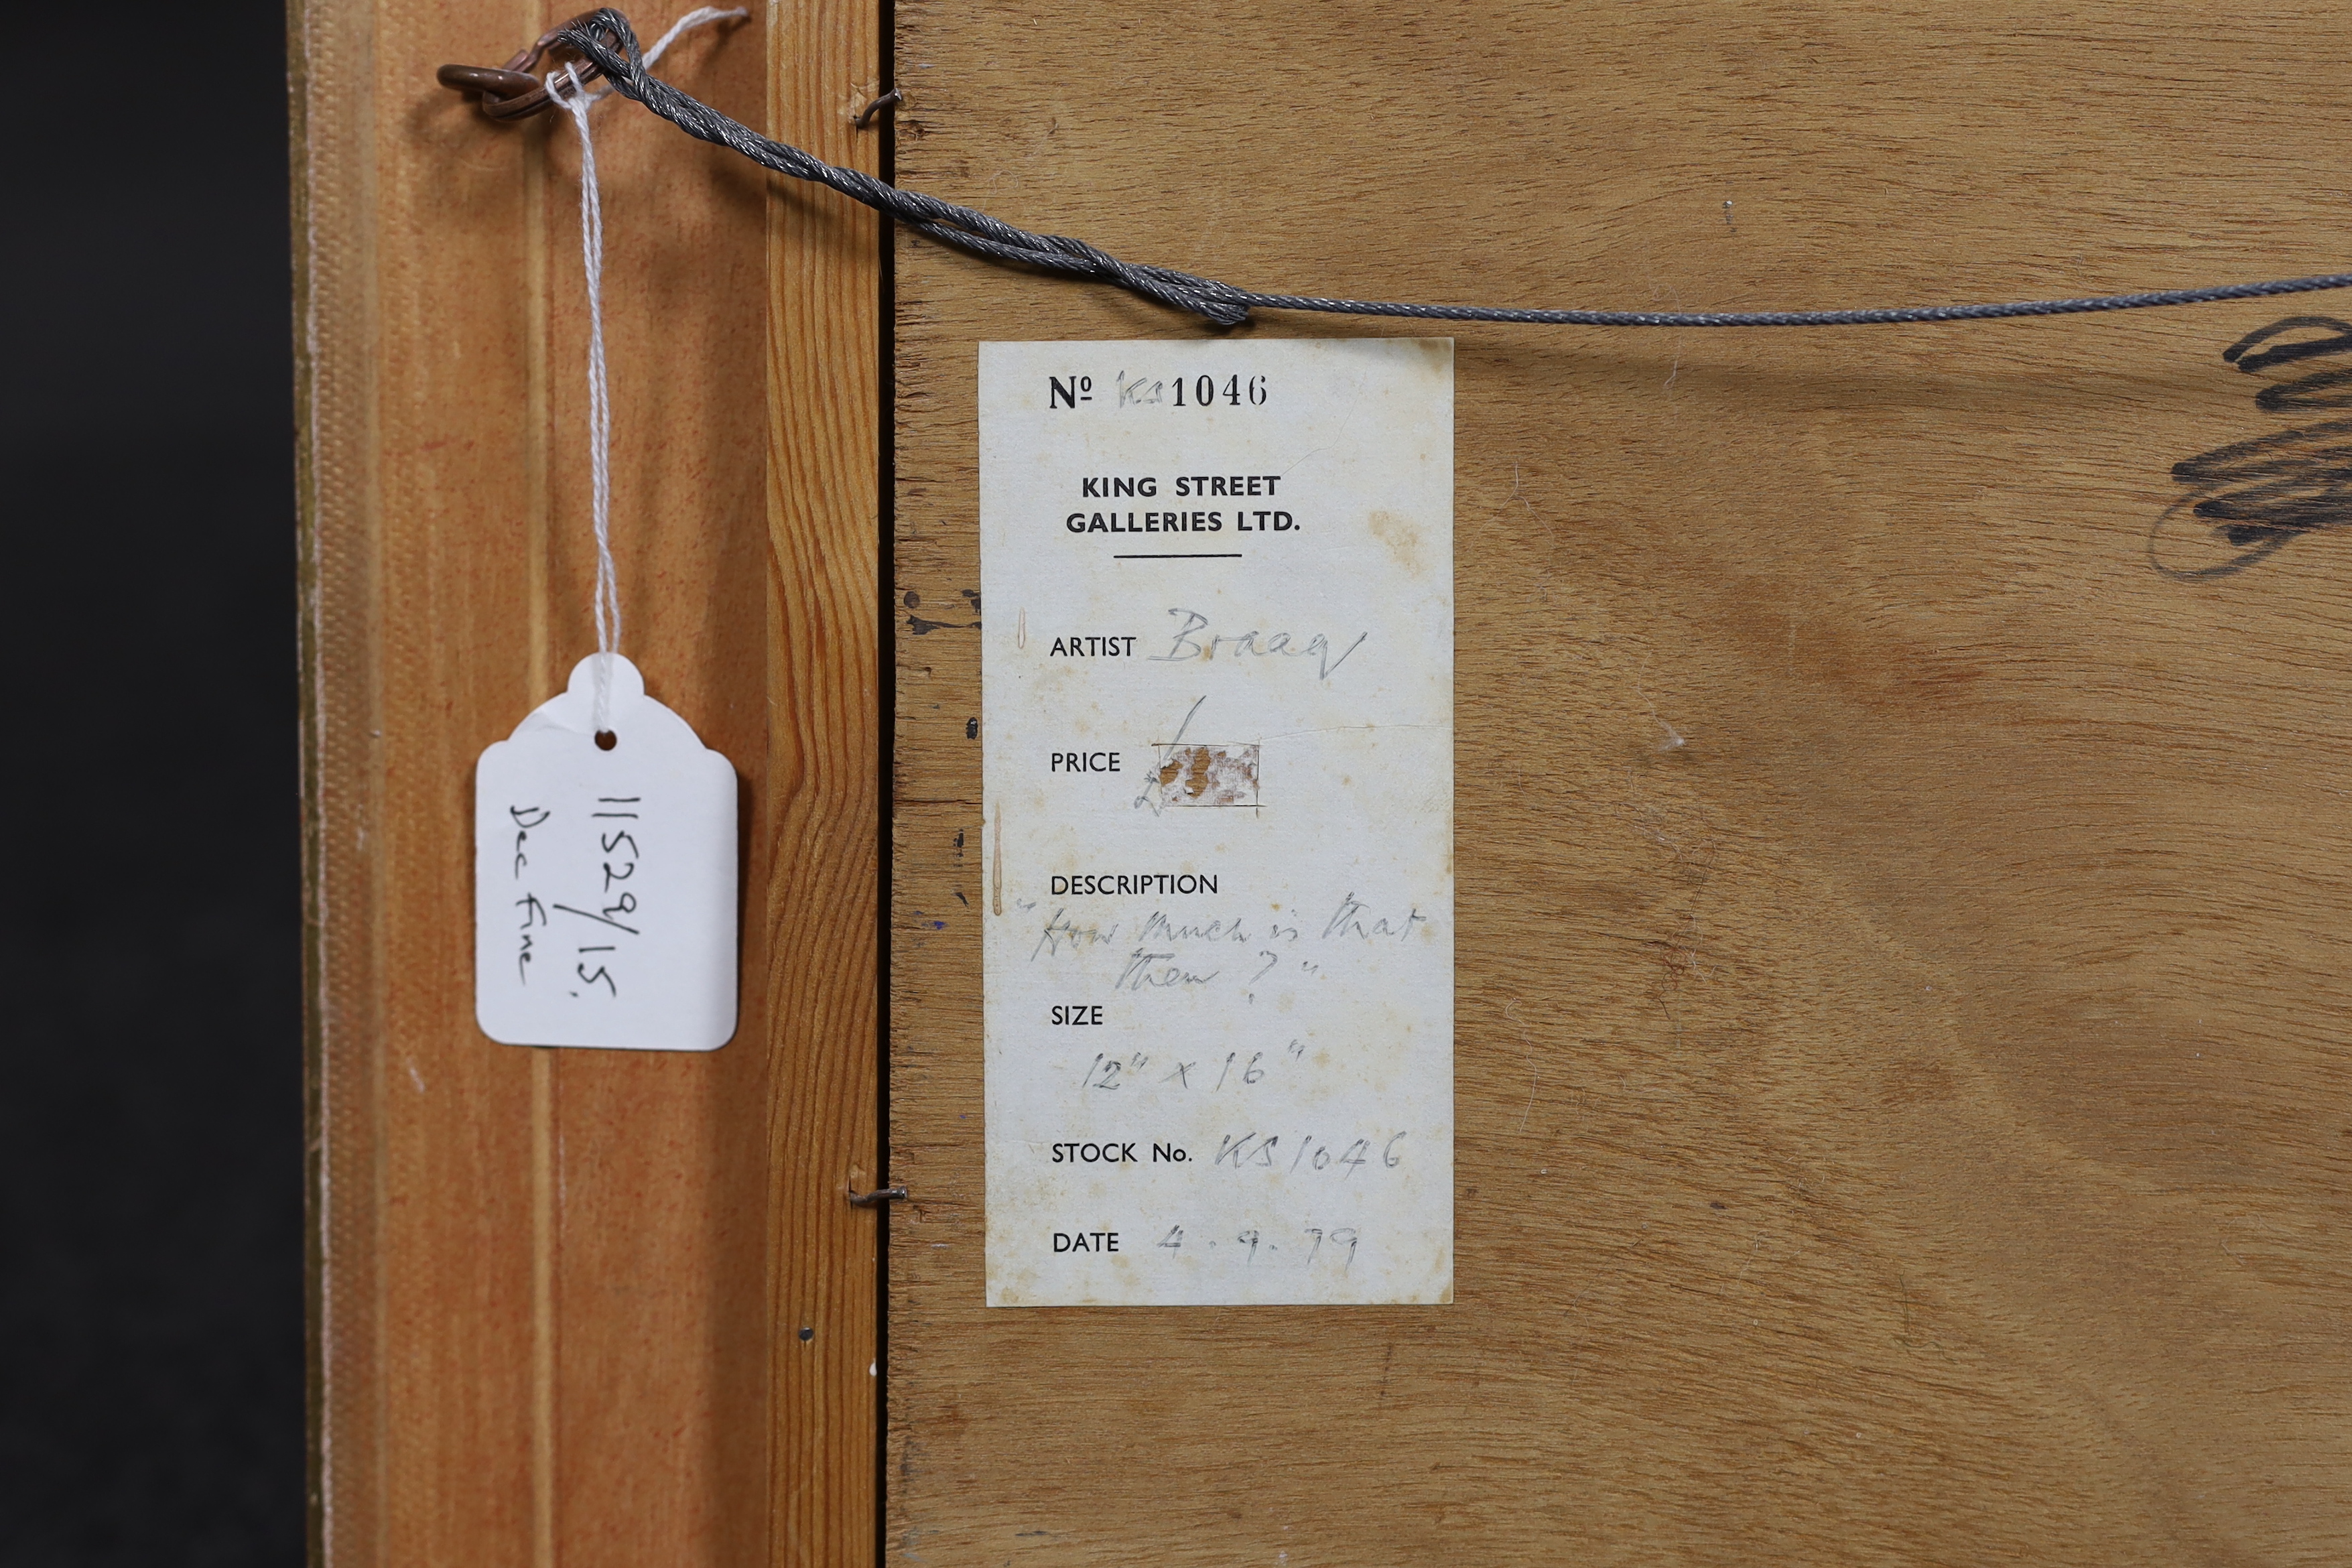 11529/15.
Dec Fine
Nº KS1046
KING STREET
GALLERIES LTD.
ARTIST Braaq
PRICE £
DESCRIPTION
"How much is that
then ?"
SIZE
12" x 16"
STOCK No. KS1046
DATE 4.9.79